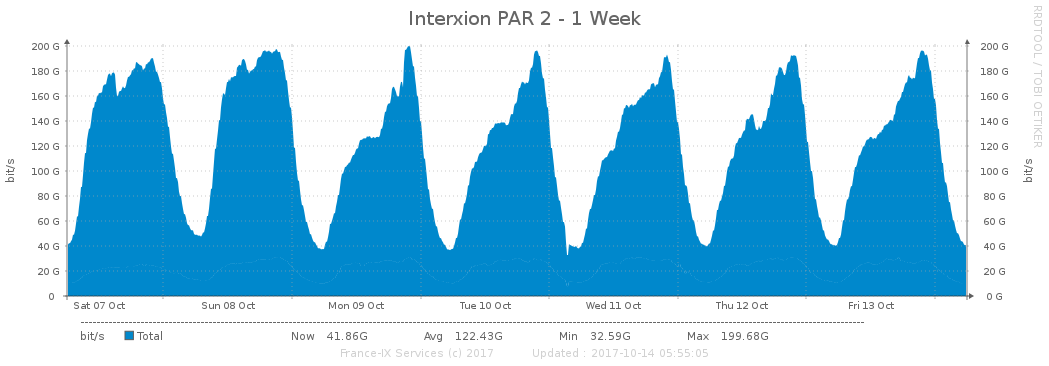 Interxion PAR 2 - 1 Week
RRDTOOL / TOBI OETIKER
200 G 200 G
180 G 180 G
160 G 160 G
140 G 140 G
120 G 120 G
100 G 100 G
80 G 80 G
60 G 60 G
40 G 40 G
20 G 20 G
0 0 G
bit/s bit/s
Sat 07 Oct Sun 08 Oct Mon 09 Oct Tue 10 Oct Wed 11 Oct Thu 12 Oct Fri 13 Oct
bit/s Total Now 41.86G Avg 122.43G Min 32.59G Max 199.68G
France-IX Services (c) 2017 Updated : 2017-10-14 05:55:05